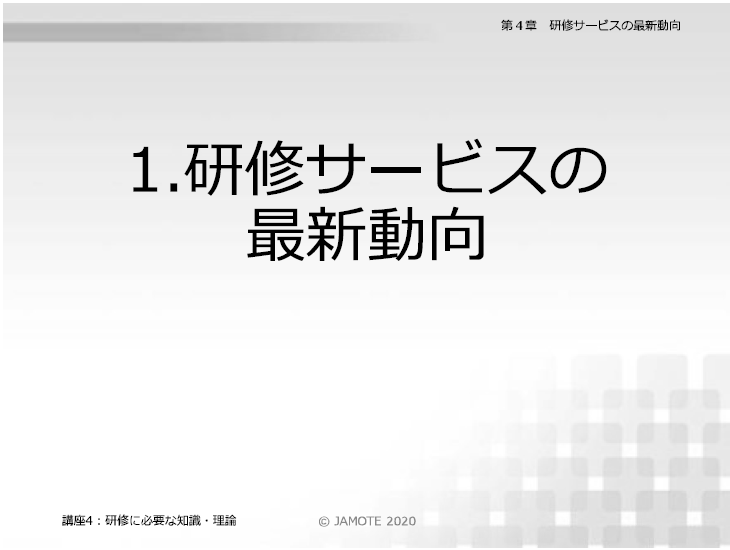 第4章　研修サービスの最新動向
1.研修サービスの
最新動向
講座4：研修に必要な知識・理論
© JAMOTE 2020